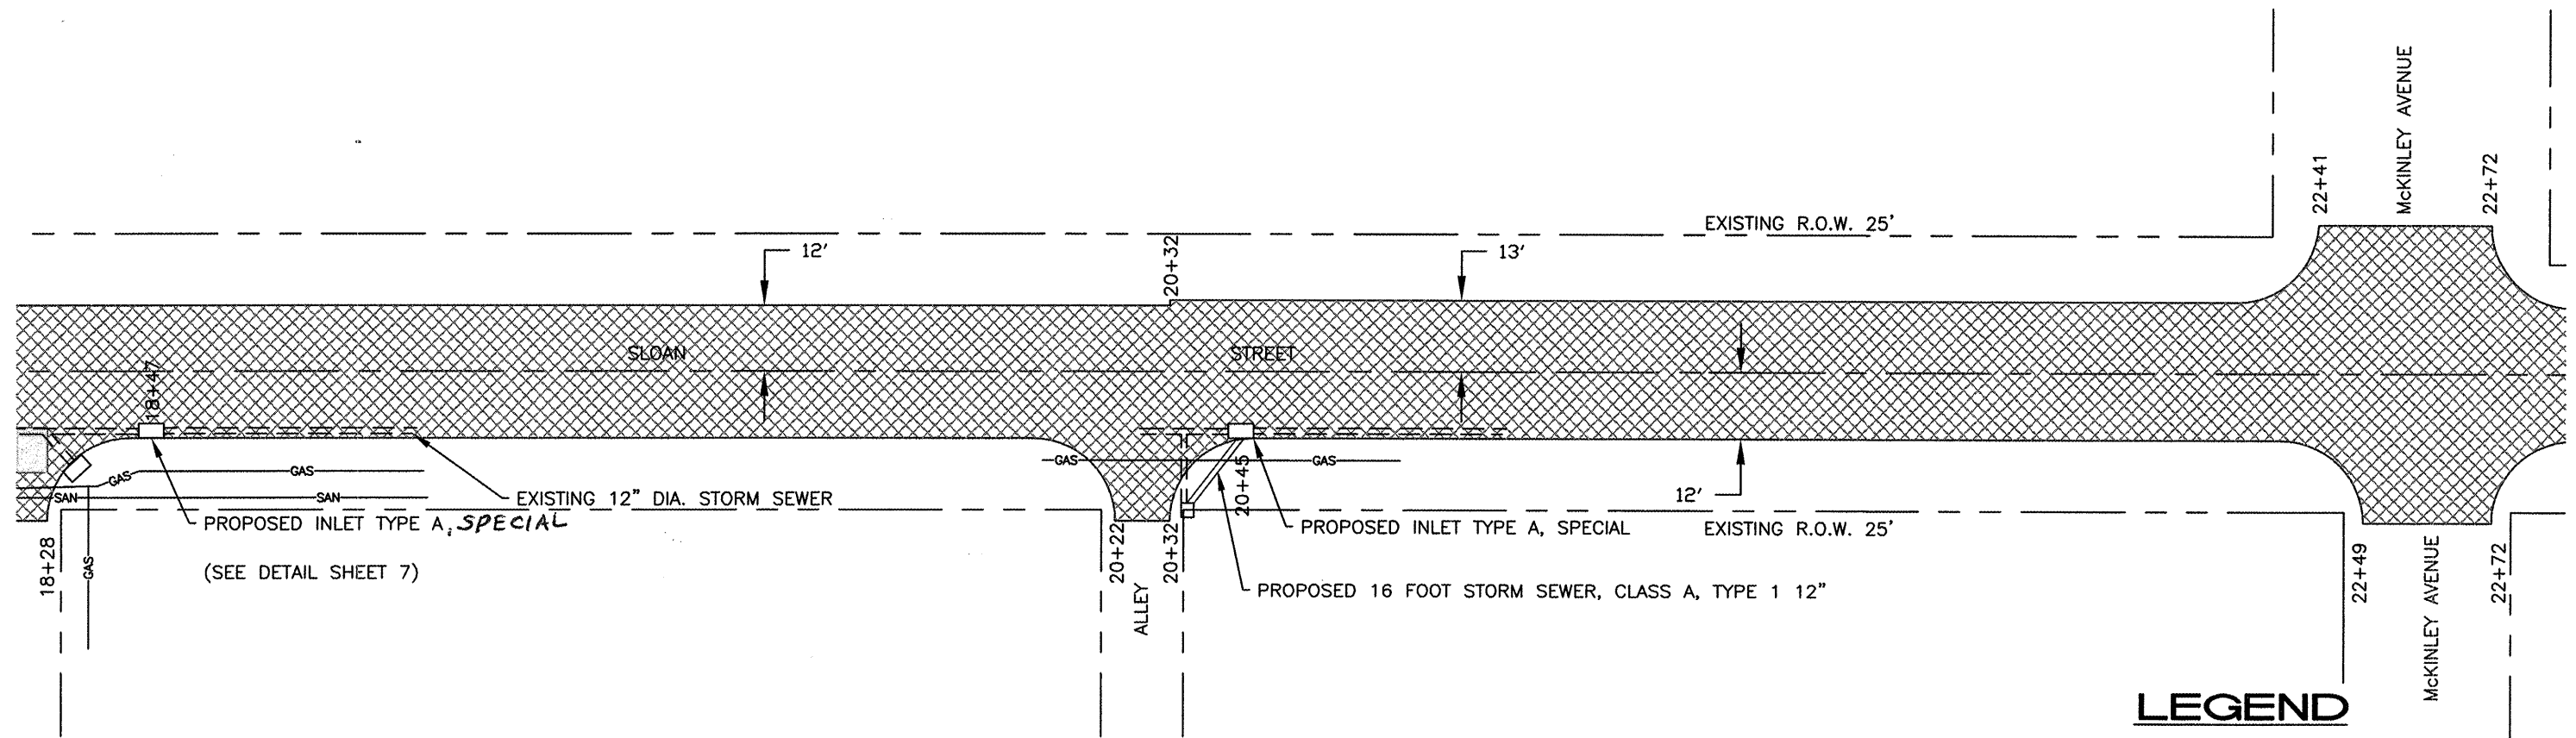 McKINLEY AVENUE
22+41
22+72
EXISTING R.O.W. 25'
12'
20+32
13'
SLOAN STREET
18+47
GAS
GAS
GAS
GAS
20+45
SAN
SAN
EXISTING 12" DIA. STORM SEWER
12'
PROPOSED INLET TYPE A, SPECIAL
(SEE DETAIL SHEET 7)
PROPOSED INLET TYPE A, SPECIAL
EXISTING R.O.W. 25'
18+28
GAS
20+22
20+32
ALLEY
PROPOSED 16 FOOT STORM SEWER, CLASS A, TYPE 1 12"
22+49
22+72
McKINLEY AVENUE
LEGEND